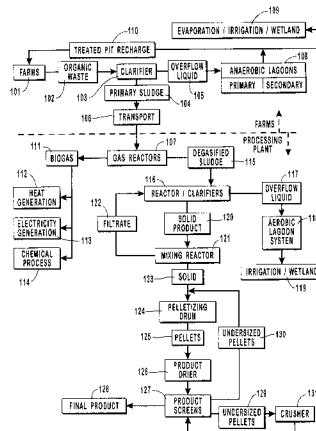 109
EVAPORATION / IRRIGATION / WETLAND
110
TREATED PIT RECHARGE
FARMS
ORGANIC
WASTE
CLARIFIER
OVERFLOW
LIQUID
ANAEROBIC LAGOONS
PRIMARY
SECONDARY
108
101
102
103
105
PRIMARY SLUDGE
104
106
TRANSPORT
FARMS
PROCESSING
PLANT
107
111
BIOGAS
GAS REACTORS
DEGASIFIED
SLUDGE
115
112
HEAT
GENERATION
116
REACTOR / CLARIFIERS
117
OVERFLOW
LIQUID
122
FILTRATE
SOLID
PRODUCT
120
ELECTRICITY
GENERATION
113
AEROBIC
LAGOON
SYSTEM
118
121
MIXING REACTOR
CHEMICAL
PROCESS
114
123
SOLID
IRRIGATION / WETLAND
119
124
PELLETIZING
DRUM
125
PELLETS
UNDERSIZED
PELLETS
130
126
PRODUCT
DRIER
128
127
FINAL PRODUCT
PRODUCT
SCREENS
129
UNDERSIZED
PELLETS
131
CRUSHER